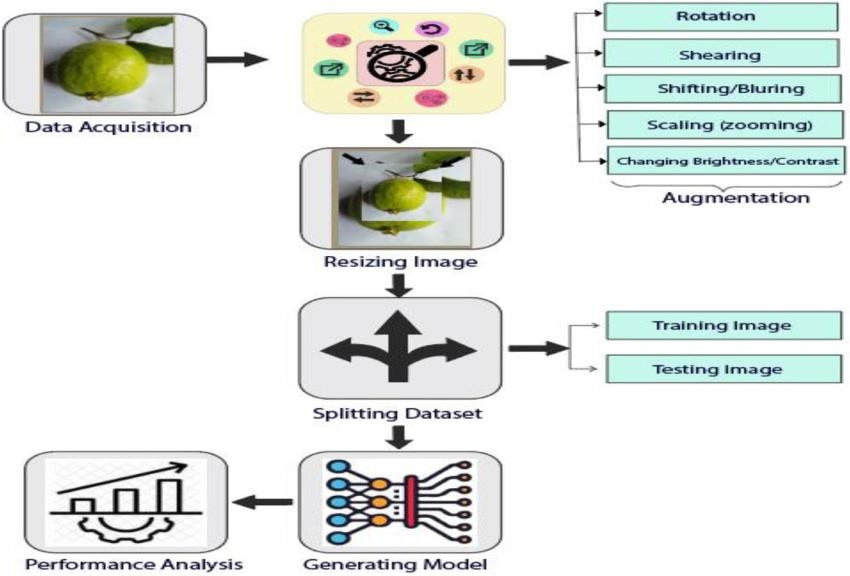 Data Acquisition
Rotation
Shearing
Shifting/Bluring
Scaling (zooming)
Changing Brightness/Contrast
Augmentation
Resizing Image
Splitting Dataset
Training Image
Testing Image
Performance Analysis
Generating Model